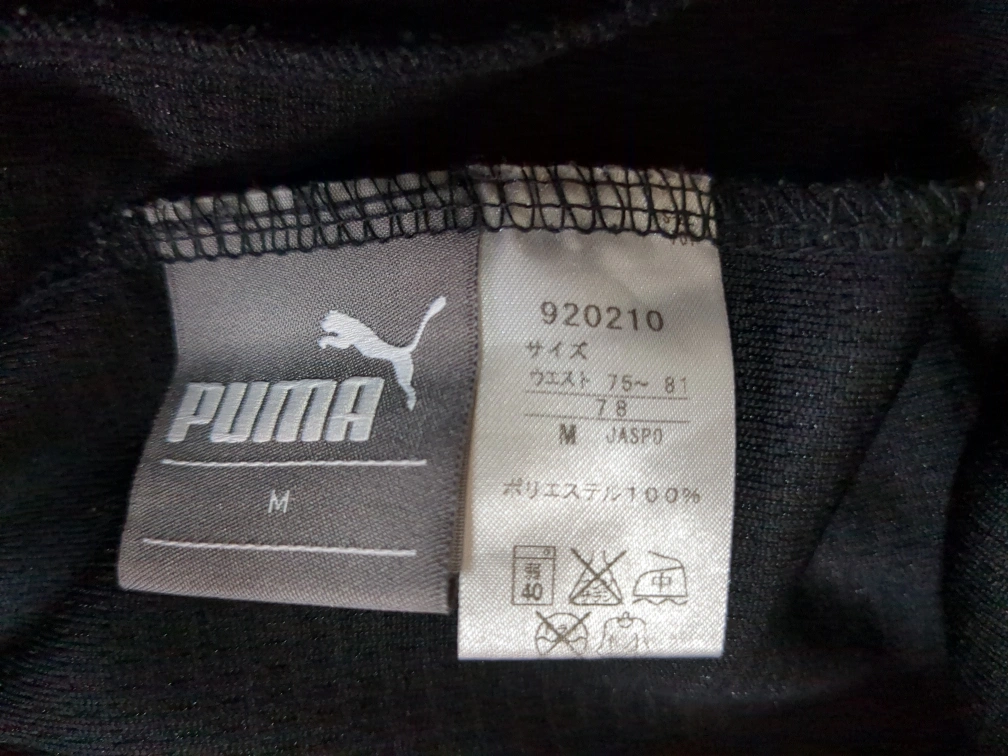 PUMA
M
920210
サイズ
ウエスト 75～ 81
78
M JASPO
ポリエステル100%
弱
40
中